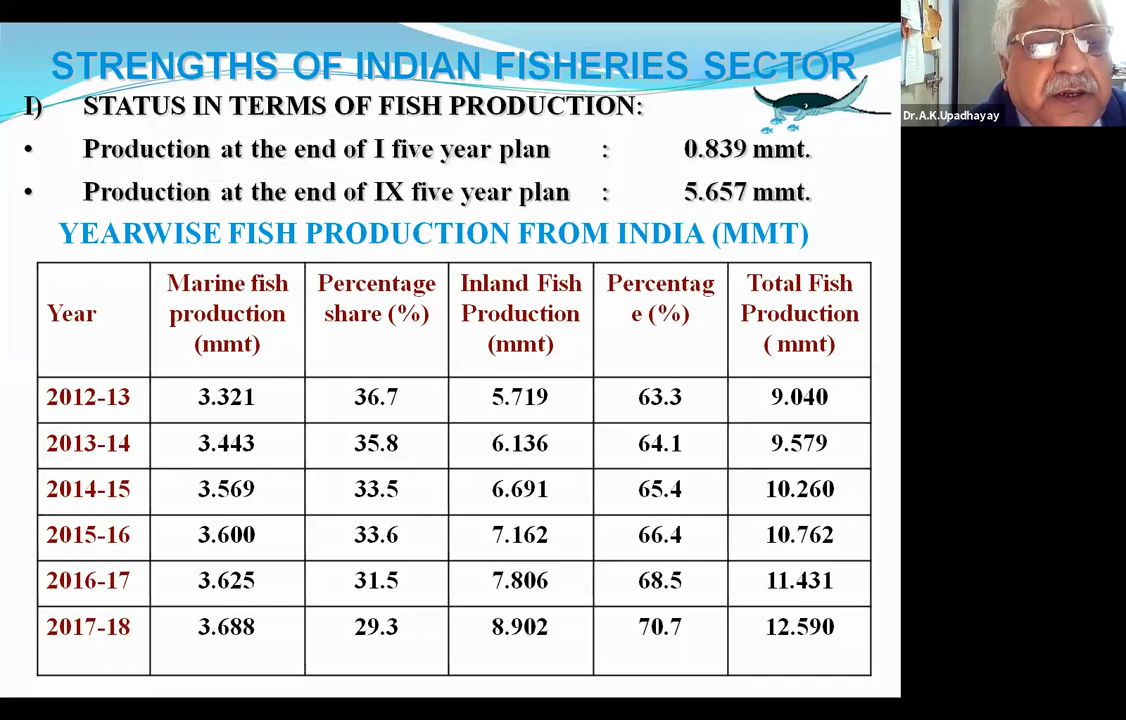 STRENGTHS OF INDIAN FISHERIES SECTOR
I) STATUS IN TERMS OF FISH PRODUCTION:
• Production at the end of I five year plan : 0.839 mmt.
• Production at the end of IX five year plan : 5.657 mmt.
YEARWISE FISH PRODUCTION FROM INDIA (MMT)
Year
Marine fish
production
(mmt)
Percentage
share (%)
Inland Fish
Production
(mmt)
Percentag
e (%)
Total Fish
Production
( mmt)
2012-13 3.321 36.7 5.719 63.3 9.040
2013-14 3.443 35.8 6.136 64.1 9.579
2014-15 3.569 33.5 6.691 65.4 10.260
2015-16 3.600 33.6 7.162 66.4 10.762
2016-17 3.625 31.5 7.806 68.5 11.431
2017-18 3.688 29.3 8.902 70.7 12.590
Dr.A.K.Upadhayay